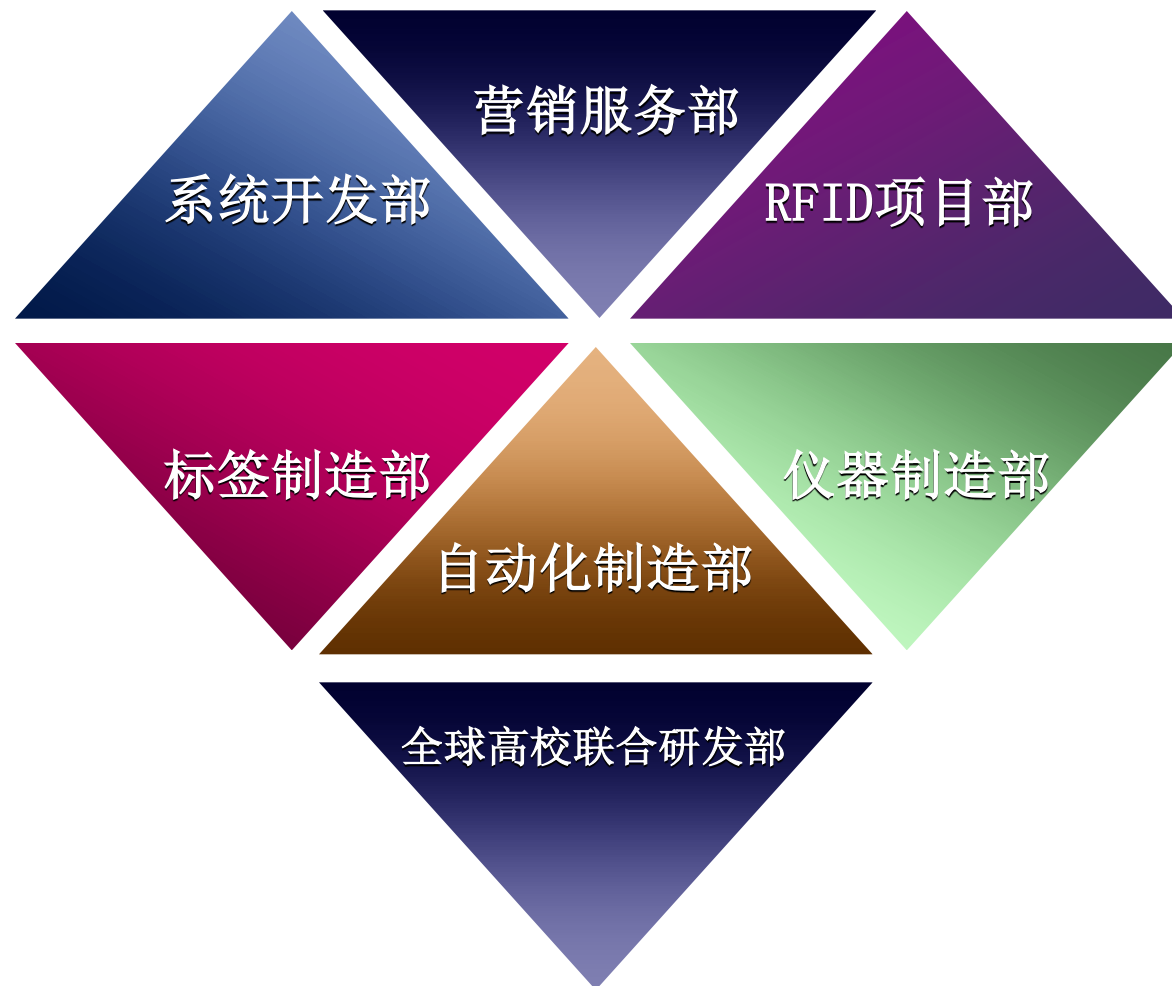 营销服务部
系统开发部
RFID项目部
标签制造部
仪器制造部
自动化制造部
全球高校联合研发部